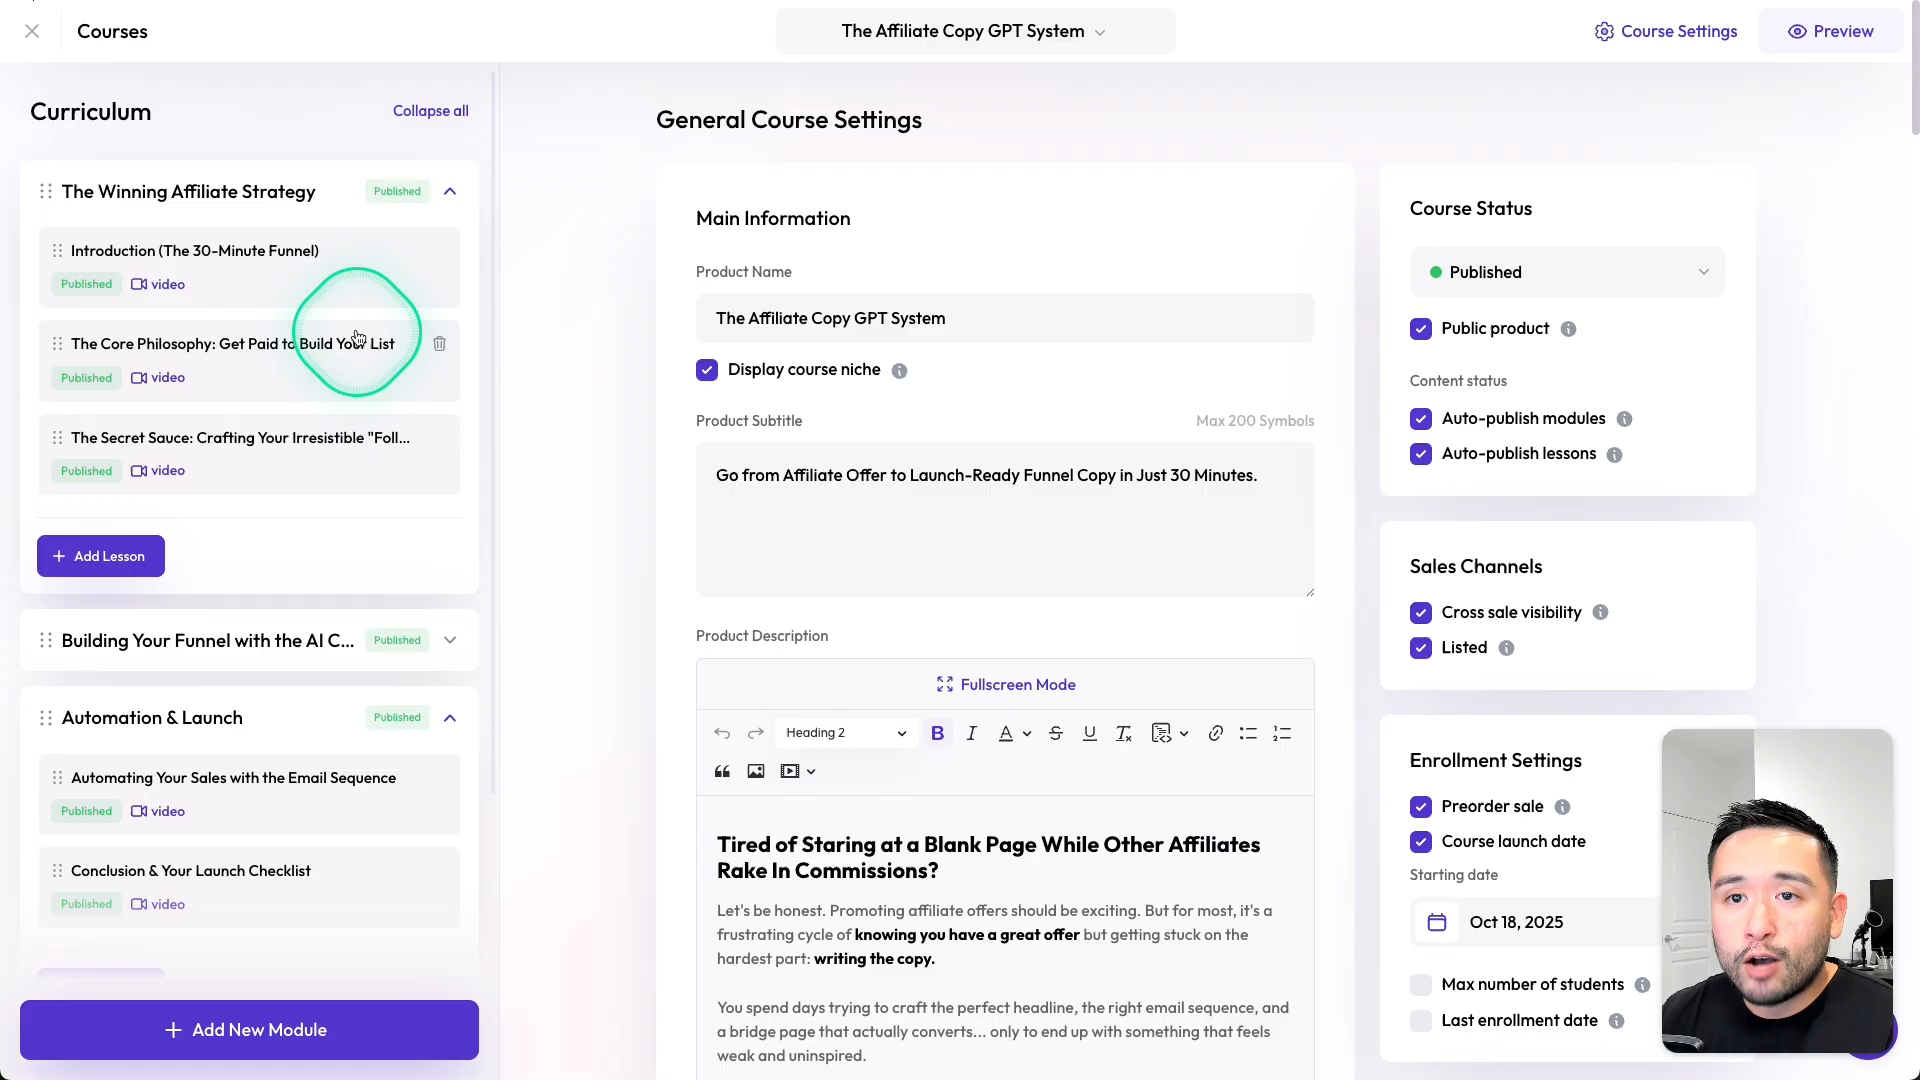 Courses
The Affiliate Copy GPT System
Course Settings
Preview
Curriculum
Collapse all
The Winning Affiliate Strategy
Published
Introduction (The 30-Minute Funnel)
Published
video
The Core Philosophy: Get Paid to Build Your List
Published
video
The Secret Sauce: Crafting Your Irresistible "Foll...
Published
video
+ Add Lesson
Building Your Funnel with the AI C...
Published
Automation & Launch
Published
Automating Your Sales with the Email Sequence
Published
video
Conclusion & Your Launch Checklist
Published
video
+ Add New Module
General Course Settings
Main Information
Product Name
The Affiliate Copy GPT System
Display course niche
Product Subtitle
Max 200 Symbols
Go from Affiliate Offer to Launch-Ready Funnel Copy in Just 30 Minutes.
Product Description
Fullscreen Mode
Heading 2
Tired of Staring at a Blank Page While Other Affiliates
Rake In Commissions?
Let's be honest. Promoting affiliate offers should be exciting. But for most, it's a
frustrating cycle of knowing you have a great offer but getting stuck on the
hardest part: writing the copy.
You spend days trying to craft the perfect headline, the right email sequence, and
a bridge page that actually converts... only to end up with something that feels
weak and uninspired.
Course Status
Published
Public product
Content status
Auto-publish modules
Auto-publish lessons
Sales Channels
Cross sale visibility
Listed
Enrollment Settings
Preorder sale
Course launch date
Starting date
Oct 18, 2025
Max number of students
Last enrollment date